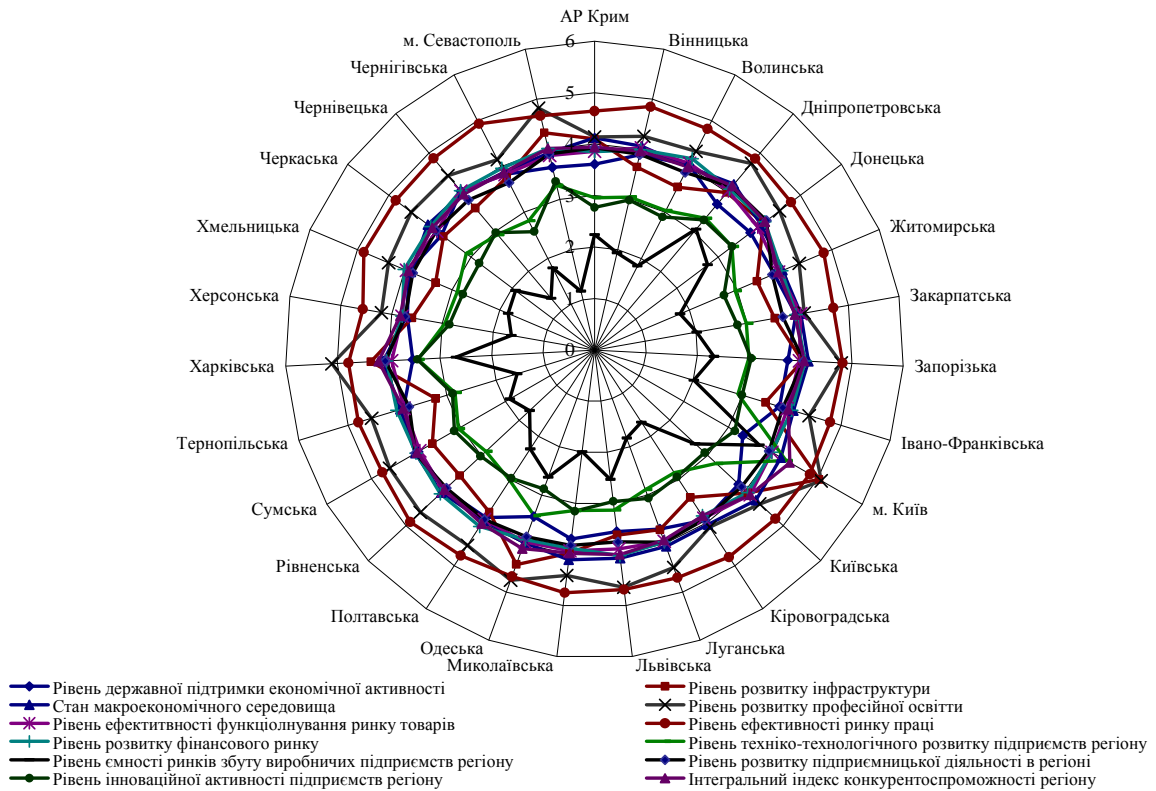 АР Крим
м. Севастополь
Вінницька
Чернігівська
Волинська
Чернівецька
Дніпропетровська
Черкаська
Донецька
Хмельницька
Житомирська
Херсонська
Закарпатська
Харківська
Запорізька
Тернопільська
Івано-Франківська
Сумська
м. Київ
Рівненська
Київська
Полтавська
Кіровоградська
Одеська
Луганська
Миколаївська
Львівська
6
5
4
3
2
1
0
Рівень державної підтримки економічної активності
Рівень розвитку інфраструктури
Стан макроекономічного середовища
Рівень розвитку професійної освітти
Рівень ефектитвності функціолнування ринку товарів
Рівень ефективності ринку праці
Рівень розвитку фінансового ринку
Рівень техніко-технологічного розвитку підприємств регіону
Рівень ємності ринків збуту виробничих підприємств регіону
Рівень розвитку підприємницької діяльності в регіоні
Рівень інноваційної активності підприємств регіону
Інтегральний індекс конкурентоспроможності регіону